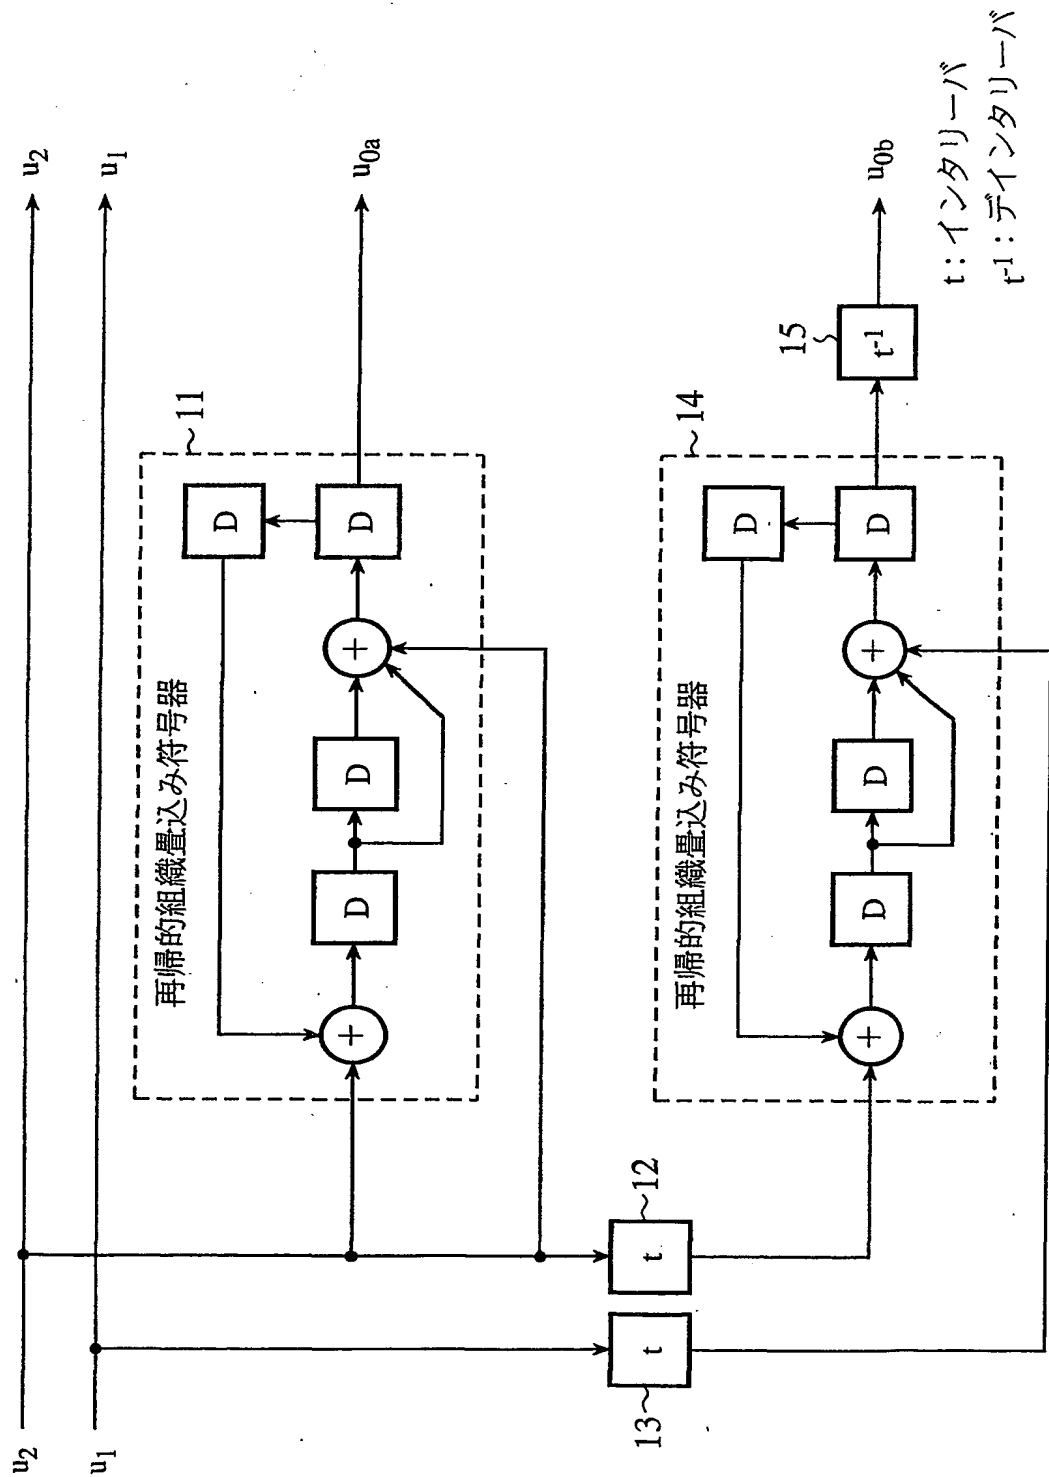 u2
u1
u2
u1
11
再帰的組織畳込み符号器
D
D
D
D
+
+
u0a
12
t
13
t
14
再帰的組織畳込み符号器
D
D
D
D
+
+
15
t-1
u0b
t：インタリーバ
t-1：デインタリーバ